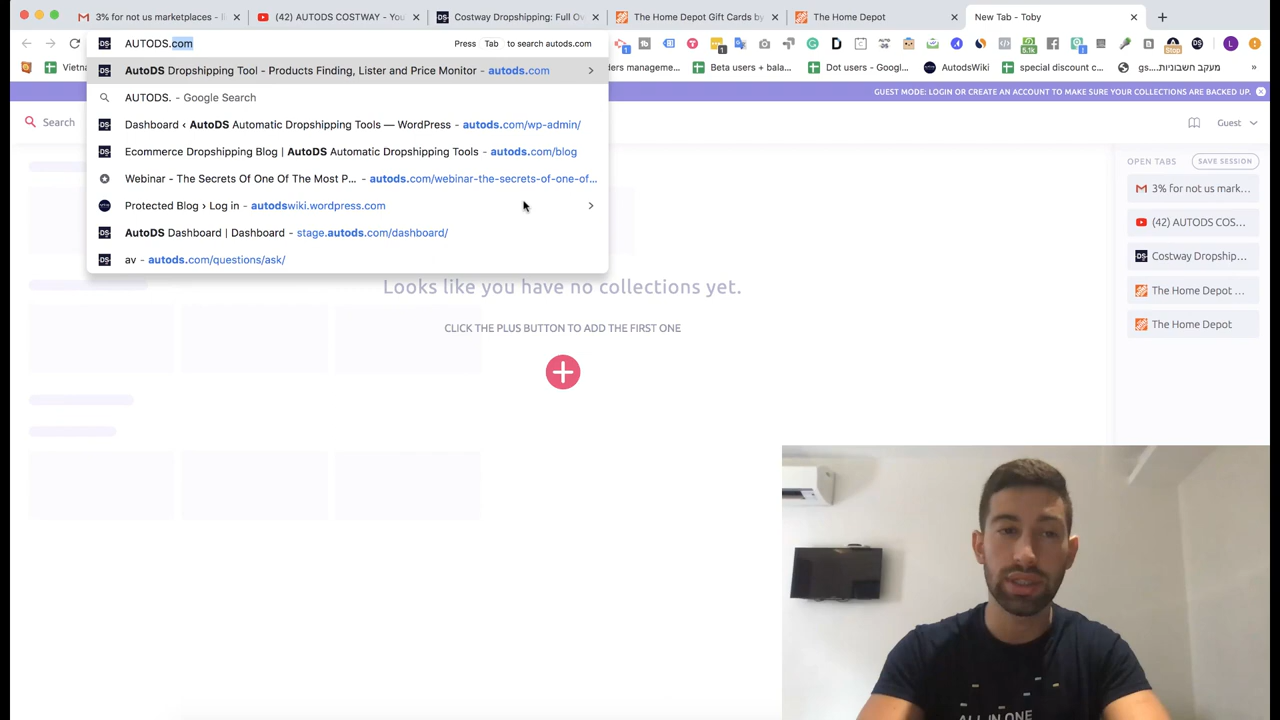 3% for not us marketplaces - l
(42) AUTODS COSTWAY - You
Costway Dropshipping: Full Ov
The Home Depot Gift Cards by
The Home Depot
New Tab - Toby
AUTODS.com
Press Tab to search autods.com
AutoDS Dropshipping Tool - Products Finding, Lister and Price Monitor - autods.com
AUTODS. - Google Search
Dashboard ‹ AutoDS Automatic Dropshipping Tools — WordPress - autods.com/wp-admin/
Ecommerce Dropshipping Blog | AutoDS Automatic Dropshipping Tools - autods.com/blog
Webinar - The Secrets Of One Of The Most P... - autods.com/webinar-the-secrets-of-one-of...
Protected Blog › Log in - autodswiki.wordpress.com
AutoDS Dashboard | Dashboard - stage.autods.com/dashboard/
av - autods.com/questions/ask/
Vietna
ders manageme...
Beta users + bala...
Dot users - Googl...
AutodsWiki
special discount c...
gs...מעקב חשבוניות
GUEST MODE: LOGIN OR CREATE AN ACCOUNT TO MAKE SURE YOUR COLLECTIONS ARE BACKED UP.
Search
Guest
OPEN TABS
SAVE SESSION
3% for not us mark...
(42) AUTODS COS...
Costway Dropship...
The Home Depot ...
The Home Depot
Looks like you have no collections yet.
CLICK THE PLUS BUTTON TO ADD THE FIRST ONE
ALL IN ONE